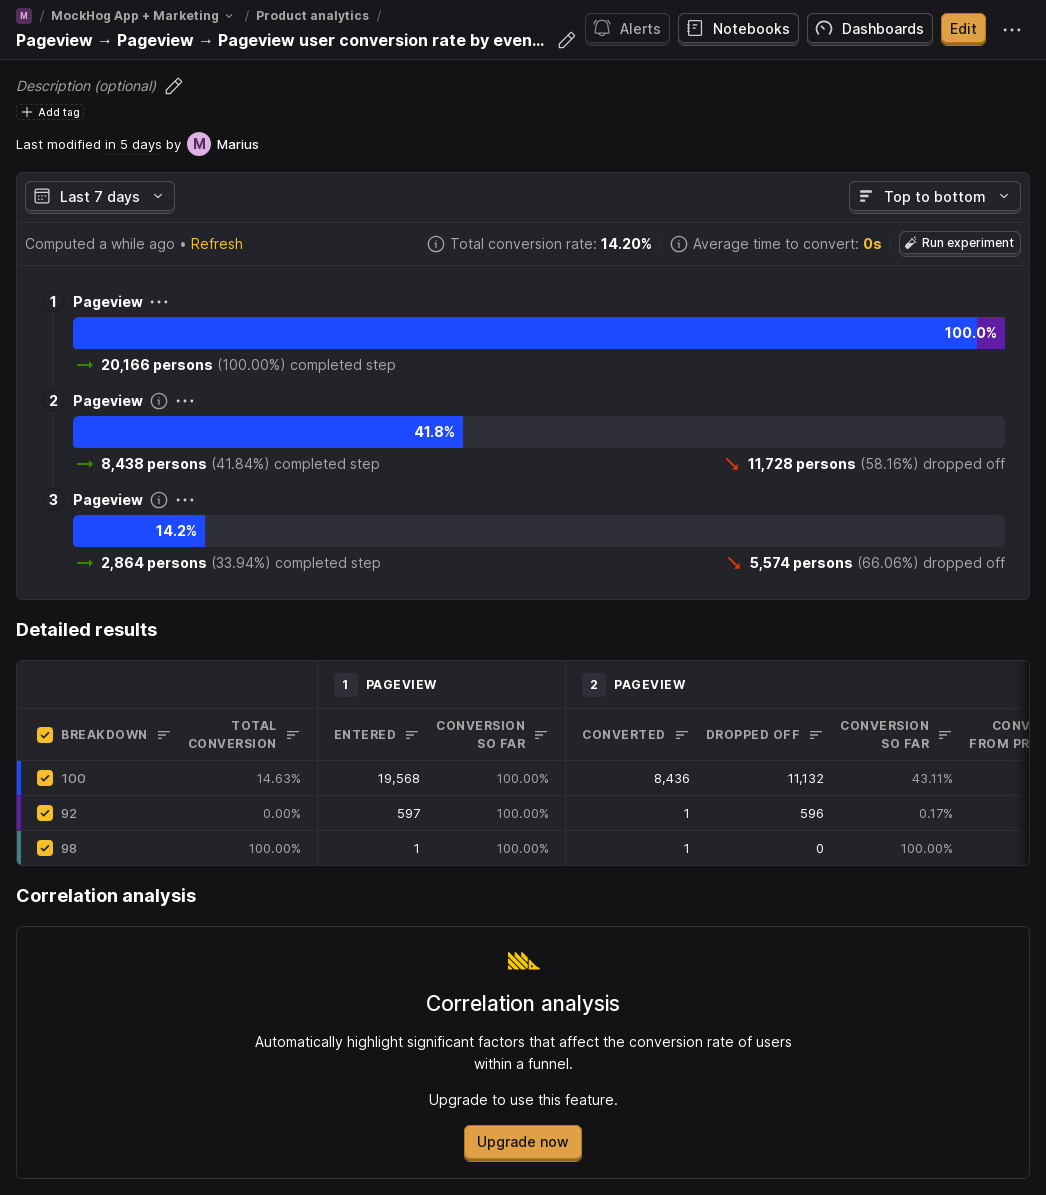 M / MockHog App + Marketing / Product analytics /
Pageview → Pageview → Pageview user conversion rate by even...
Alerts Notebooks Dashboards Edit
Description (optional)
Add tag
Last modified in 5 days by M Marius
Last 7 days Top to bottom
Computed a while ago • Refresh Total conversion rate: 14.20% Average time to convert: 0s Run experiment
1 Pageview
100.0%
20,166 persons (100.00%) completed step
2 Pageview
41.8%
8,438 persons (41.84%) completed step 11,728 persons (58.16%) dropped off
3 Pageview
14.2%
2,864 persons (33.94%) completed step 5,574 persons (66.06%) dropped off
Detailed results
1 PAGEVIEW 2 PAGEVIEW
BREAKDOWN TOTAL CONVERSION ENTERED CONVERSION SO FAR CONVERTED DROPPED OFF CONVERSION SO FAR CONV FROM PR
100 14.63% 19,568 100.00% 8,436 11,132 43.11%
92 0.00% 597 100.00% 1 596 0.17%
98 100.00% 1 100.00% 1 0 100.00%
Correlation analysis
Correlation analysis
Automatically highlight significant factors that affect the conversion rate of users
within a funnel.
Upgrade to use this feature.
Upgrade now